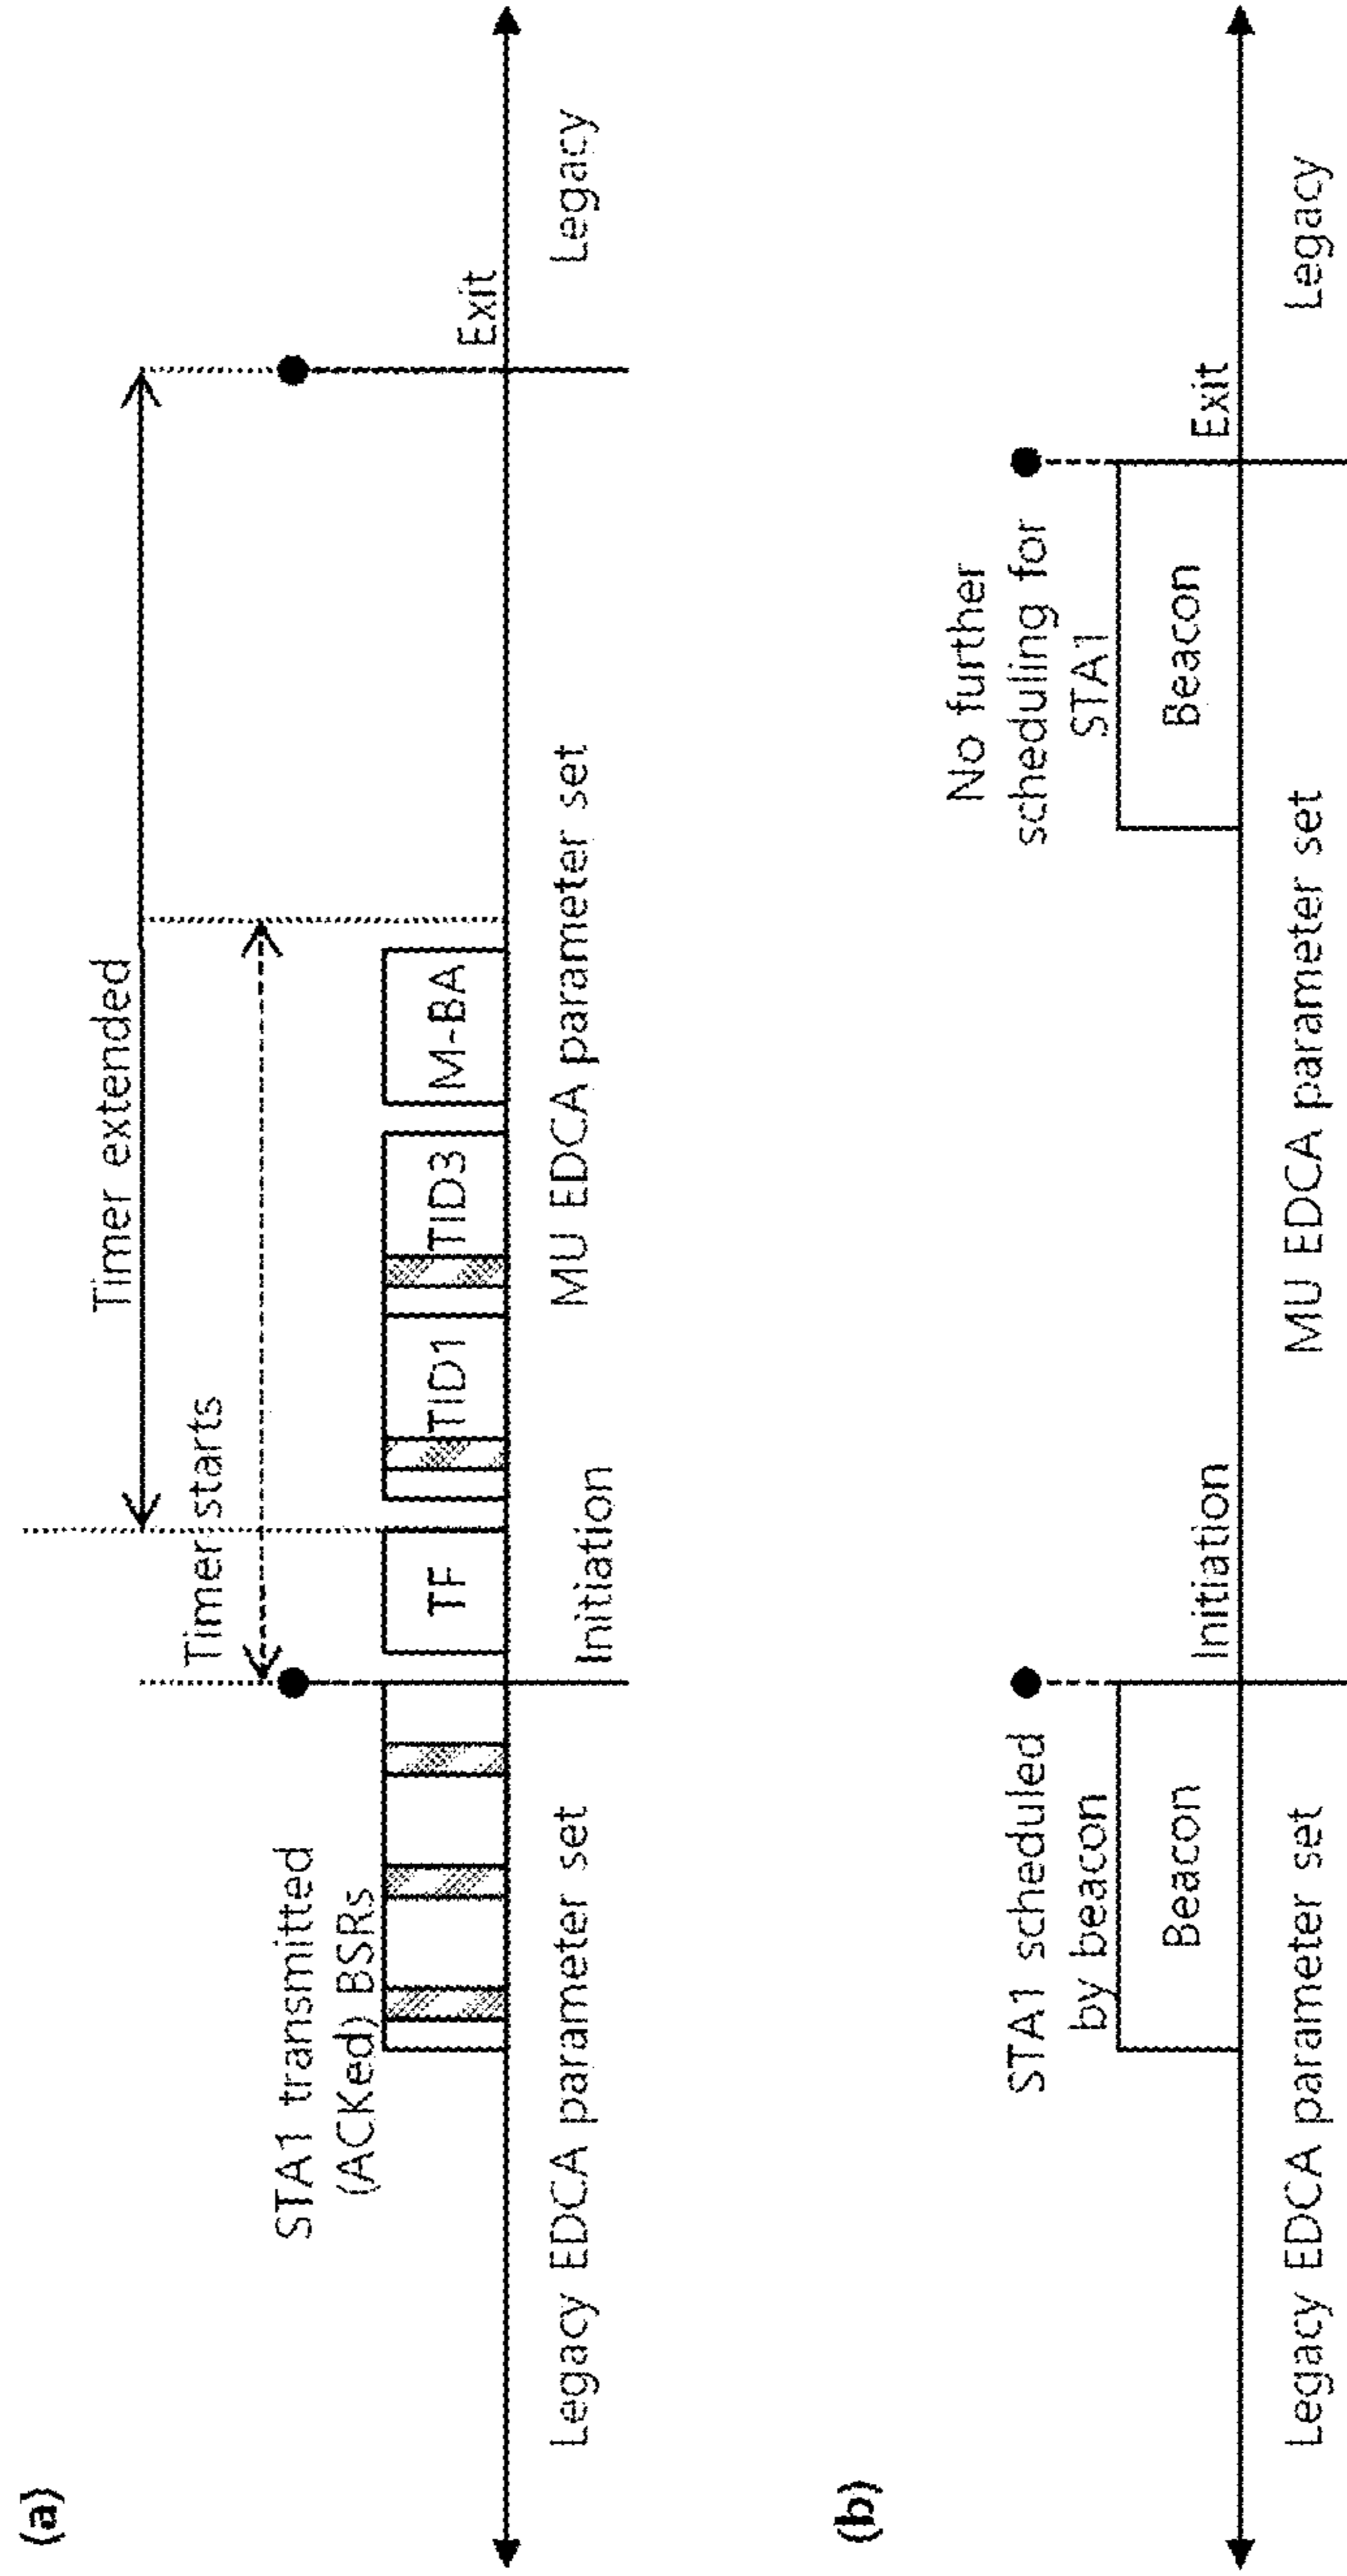 (a)
Timer extended
Timer starts
STA1 transmitted
(ACKed) BSRs
TF
TID1
TID3
M-BA
Exit
Legacy EDCA parameter set
Initiation
MU EDCA parameter set
Legacy
(b)
STA1 scheduled
by beacon
No further
scheduling for
STA1
Beacon
Beacon
Initiation
Exit
Legacy EDCA parameter set
MU EDCA parameter set
Legacy